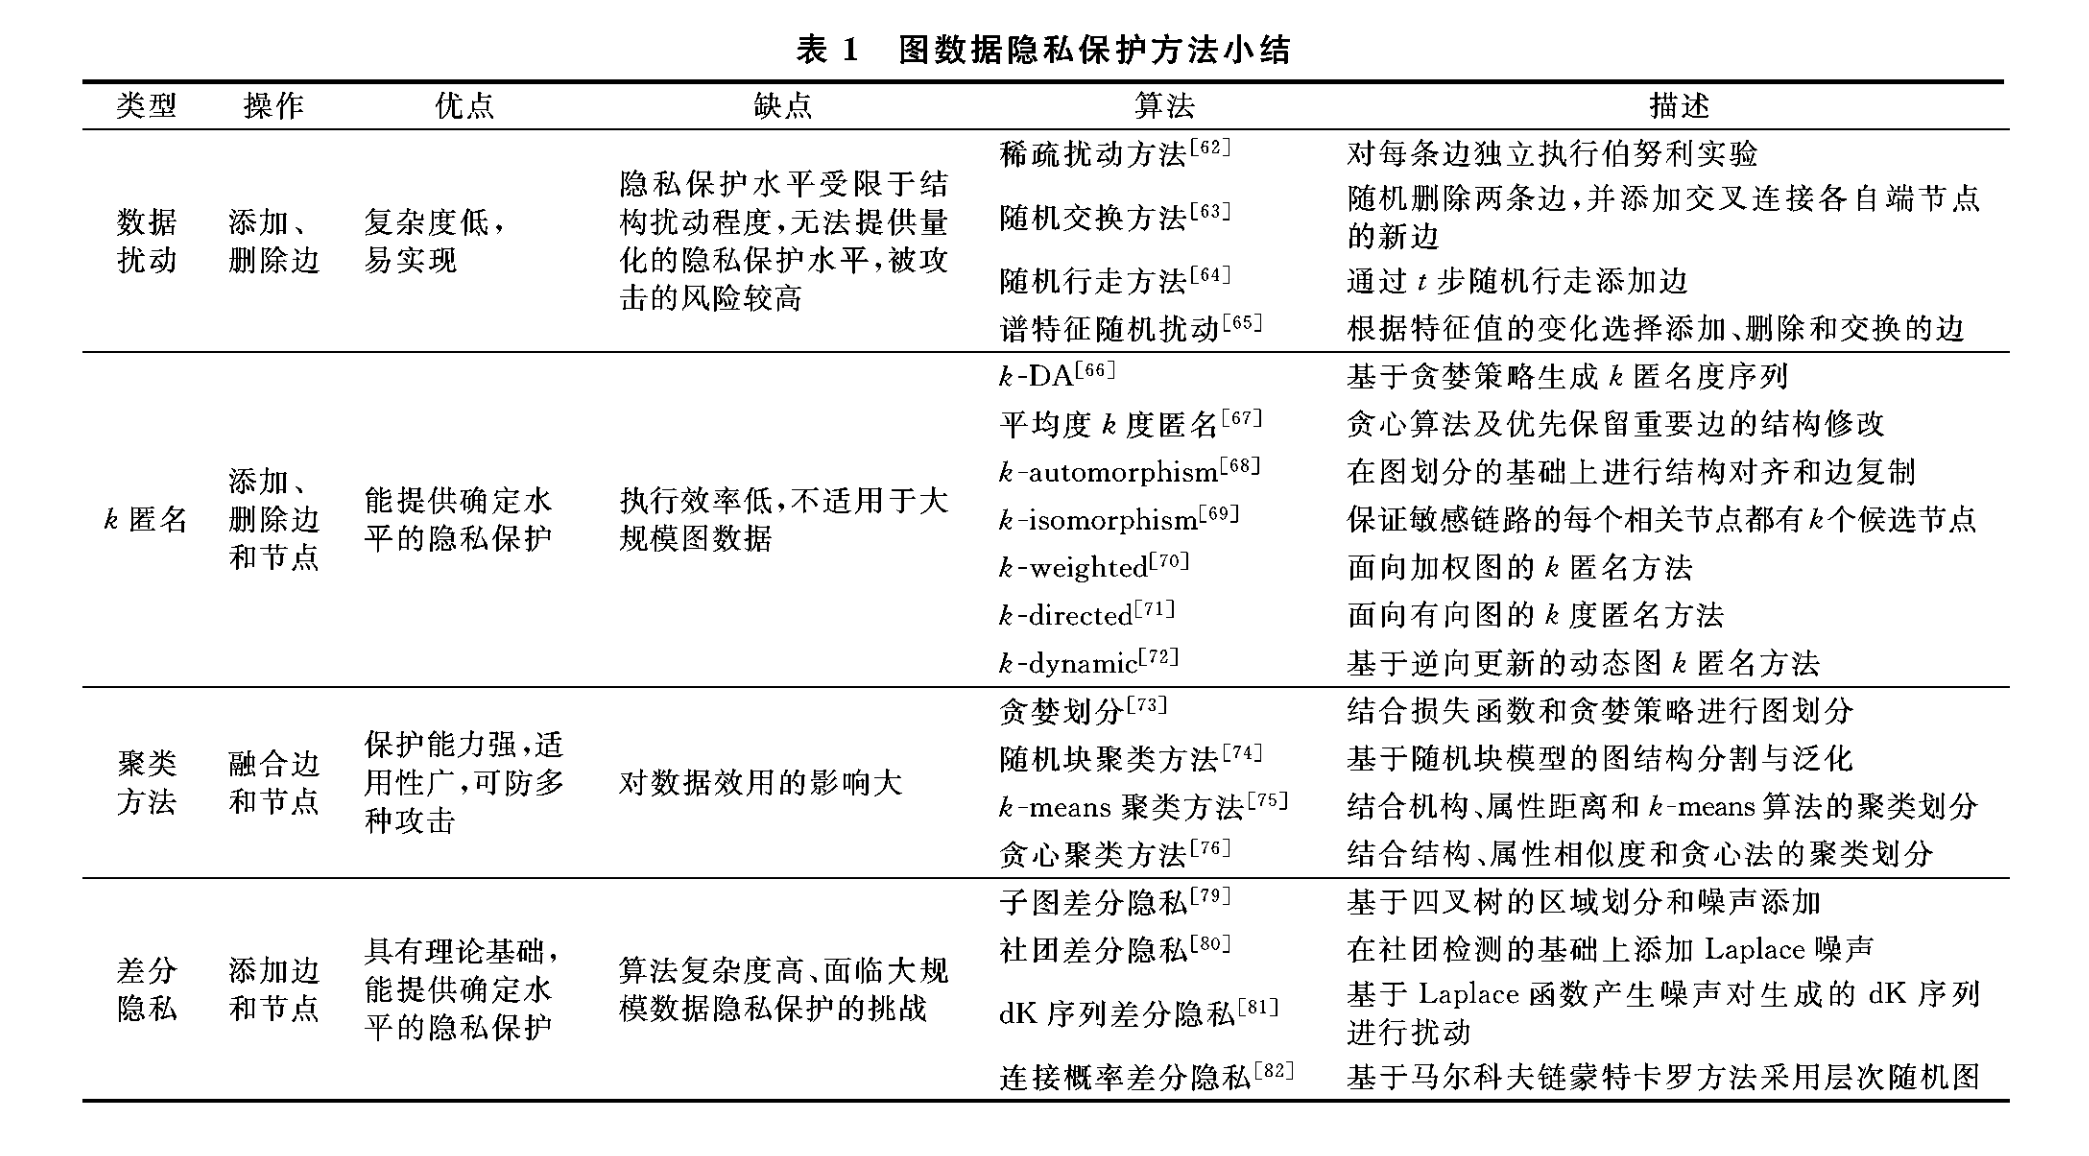 表 1 图数据隐私保护方法小结
类型 操作 优点 缺点 算法 描述
数据
扰动
添加、
删除边
复杂度低，
易实现
隐私保护水平受限于结
构扰动程度，无法提供量
化的隐私保护水平，被攻
击的风险较高
稀疏扰动方法[62] 对每条边独立执行伯努利实验
随机交换方法[63] 随机删除两条边，并添加交叉连接各自端节点
的新边
随机行走方法[64] 通过 t 步随机行走添加边
谱特征随机扰动[65] 根据特征值的变化选择添加、删除和交换的边
k 匿名
添加、
删除边
和节点
能提供确定水
平的隐私保护
执行效率低，不适用于大
规模图数据
k-DA[66] 基于贪婪策略生成 k 匿名度序列
平均度 k 度匿名[67] 贪心算法及优先保留重要边的结构修改
k-automorphism[68] 在图划分的基础上进行结构对齐和边复制
k-isomorphism[69] 保证敏感链路的每个相关节点都有k个候选节点
k-weighted[70] 面向加权图的 k 匿名方法
k-directed[71] 面向有向图的 k 度匿名方法
k-dynamic[72] 基于逆向更新的动态图 k 匿名方法
聚类
方法
融合边
和节点
保护能力强，适
用性广，可防多
种攻击
对数据效用的影响大
贪婪划分[73] 结合损失函数和贪婪策略进行图划分
随机块聚类方法[74] 基于随机块模型的图结构分割与泛化
k-means 聚类方法[75] 结合机构、属性距离和 k-means 算法的聚类划分
贪心聚类方法[76] 结合结构、属性相似度和贪心法的聚类划分
差分
隐私
添加边
和节点
具有理论基础，
能提供确定水
平的隐私保护
算法复杂度高、面临大规
模数据隐私保护的挑战
子图差分隐私[79] 基于四叉树的区域划分和噪声添加
社团差分隐私[80] 在社团检测的基础上添加 Laplace 噪声
dK 序列差分隐私[81] 基于 Laplace 函数产生噪声对生成的 dK 序列
进行扰动
连接概率差分隐私[82] 基于马尔科夫链蒙特卡罗方法采用层次随机图